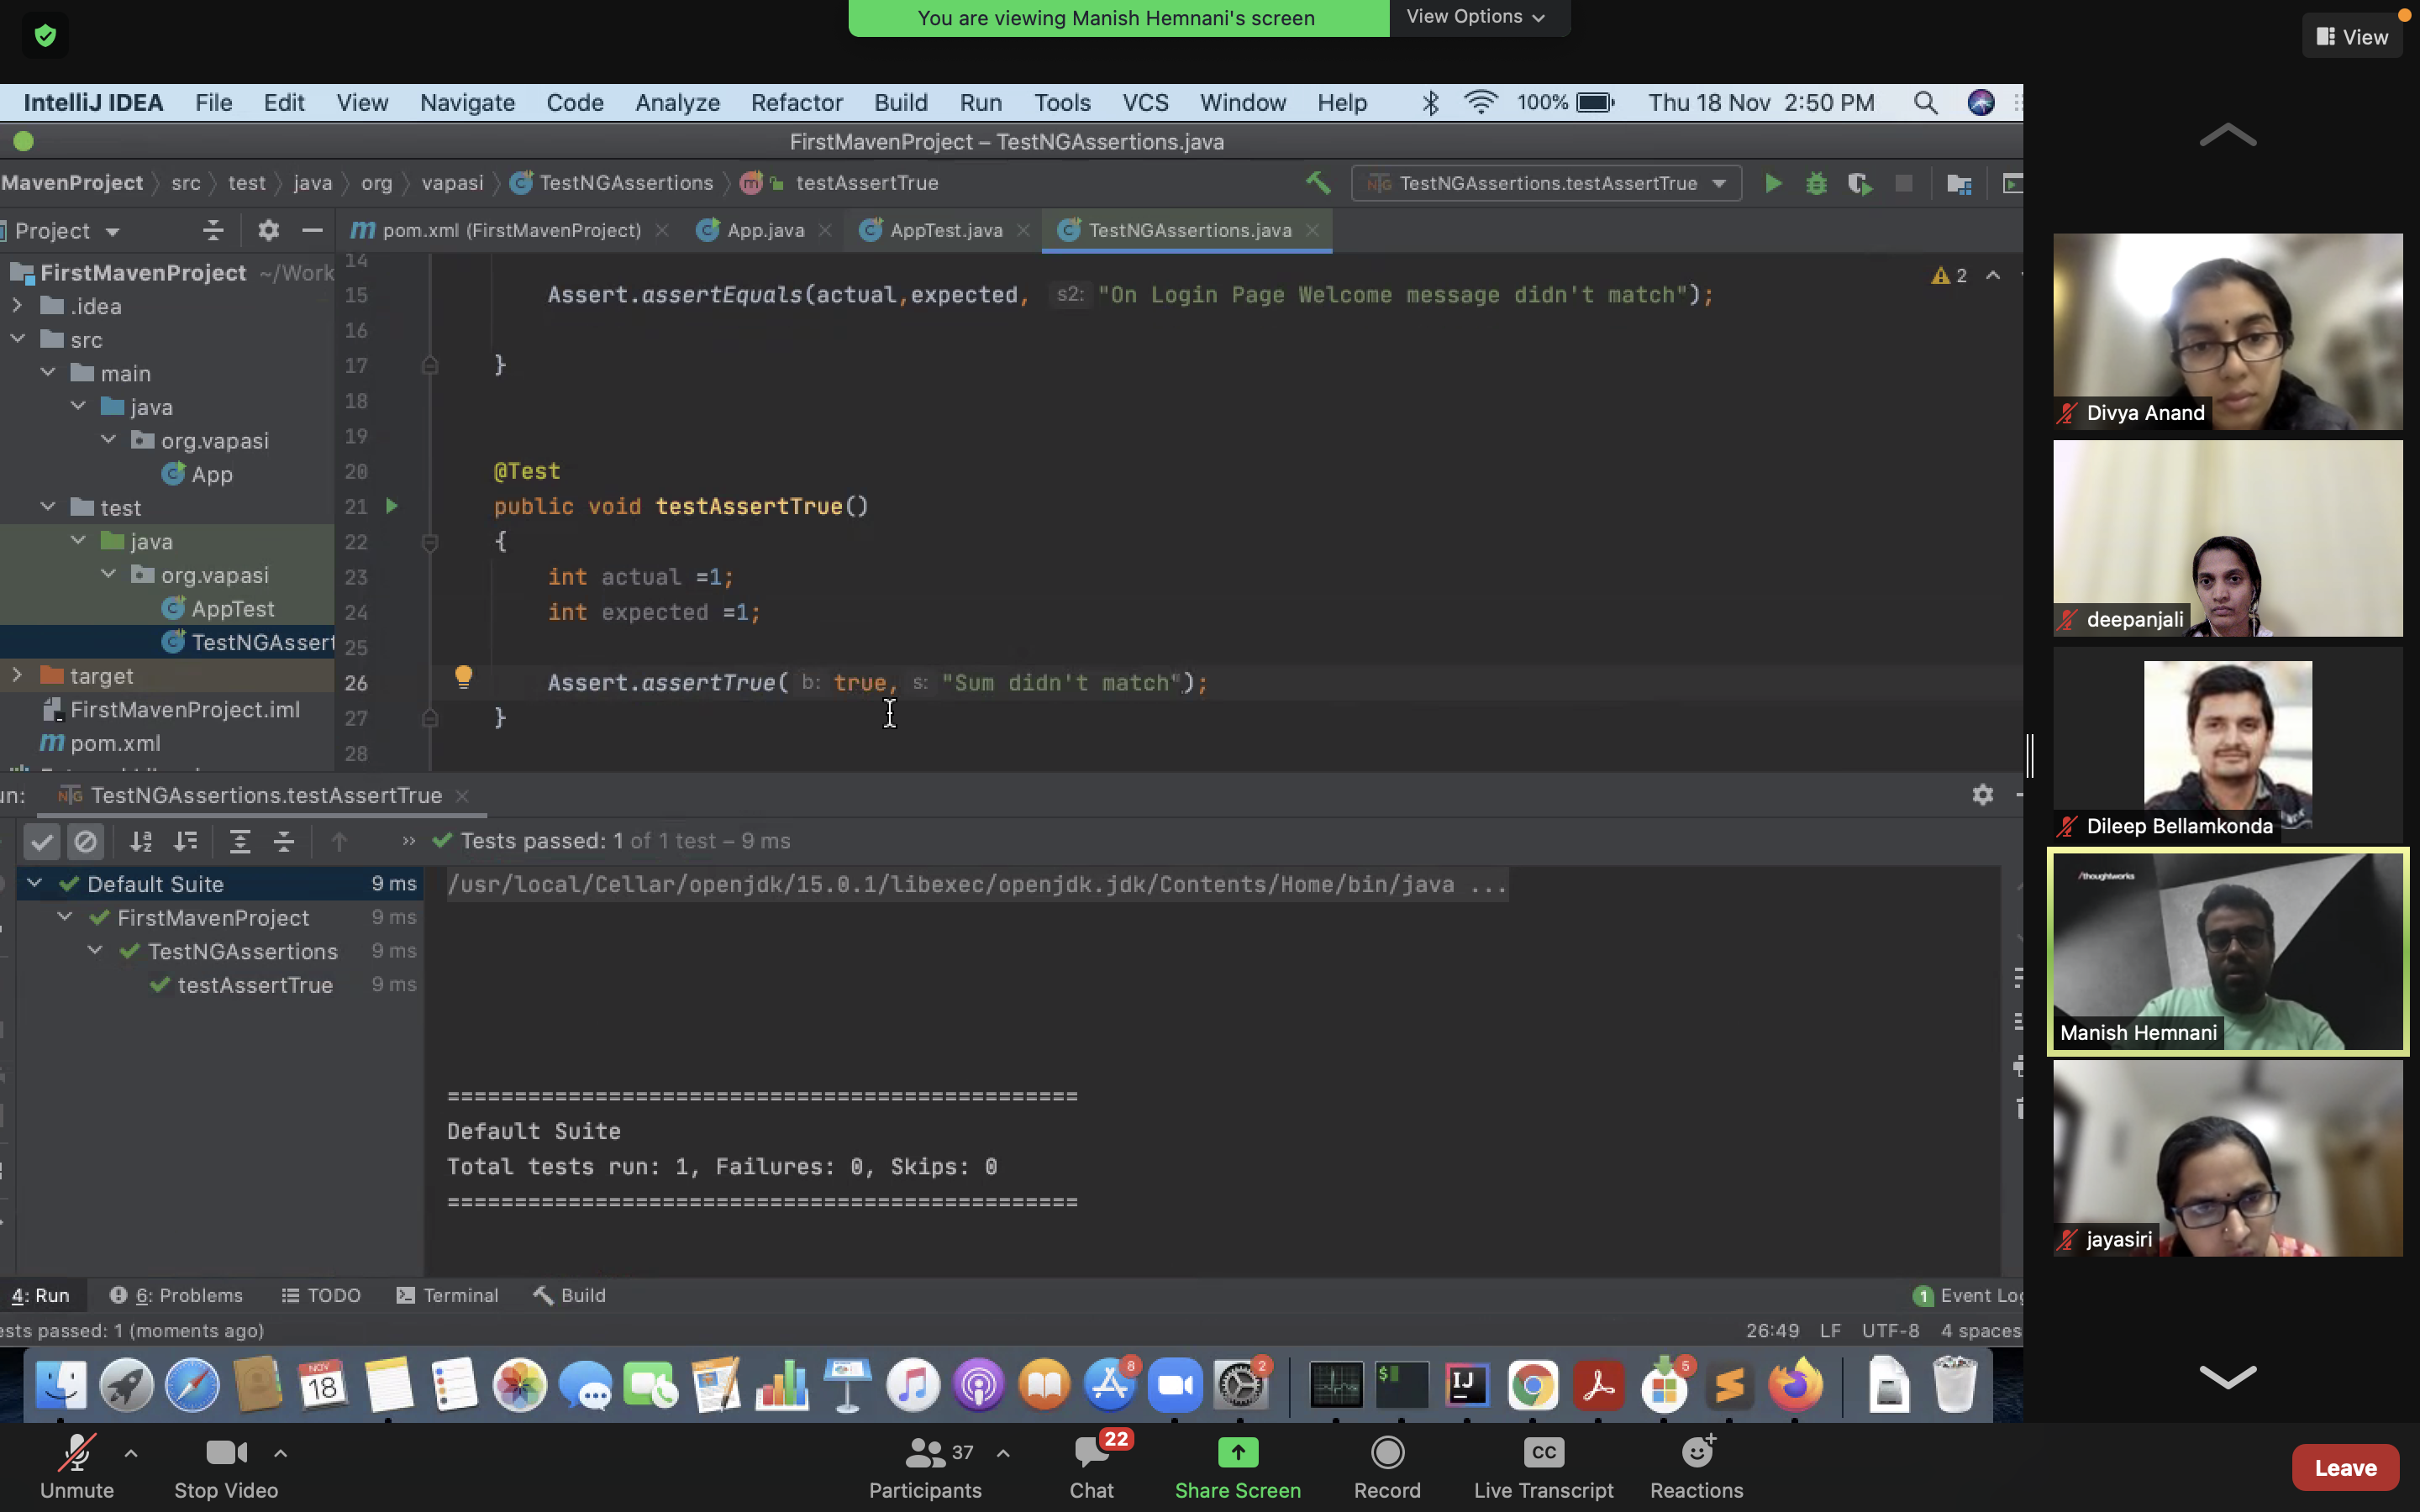 You are viewing Manish Hemnani's screen
View Options
View
IntelliJ IDEA File Edit View Navigate Code Analyze Refactor Build Run Tools VCS Window Help 100% Thu 18 Nov 2:50 PM
FirstMavenProject – TestNGAssertions.java
MavenProject src test java org vapasi TestNGAssertions testAssertTrue
TestNGAssertions.testAssertTrue
Project
pom.xml (FirstMavenProject) App.java AppTest.java TestNGAssertions.java
FirstMavenProject ~/Work
.idea
src
main
java
org.vapasi
App
test
java
org.vapasi
AppTest
TestNGAssert
target
FirstMavenProject.iml
pom.xml
14
15 Assert.assertEquals(actual,expected, s2: "On Login Page Welcome message didn't match");
2
16
17 }
18
19
20 @Test
21 public void testAssertTrue()
22 {
23 int actual =1;
24 int expected =1;
25
26 Assert.assertTrue( b: true, s: "Sum didn't match");
27 }
28
un: TestNGAssertions.testAssertTrue
Tests passed: 1 of 1 test – 9 ms
Default Suite 9 ms
FirstMavenProject 9 ms
TestNGAssertions 9 ms
testAssertTrue 9 ms
/usr/local/Cellar/openjdk/15.0.1/libexec/openjdk.jdk/Contents/Home/bin/java ...
===============================================
Default Suite
Total tests run: 1, Failures: 0, Skips: 0
===============================================
4: Run 6: Problems TODO Terminal Build 1 Event Log
ests passed: 1 (moments ago) 26:49 LF UTF-8 4 spaces
NOV
18
8
2
$
IJ
5
Divya Anand
deepanjali
Dileep Bellamkonda
/thoughtworks
Manish Hemnani
jayasiri
Unmute
Stop Video
37
Participants
22
Chat
Share Screen
Record
CC
Live Transcript
Reactions
Leave